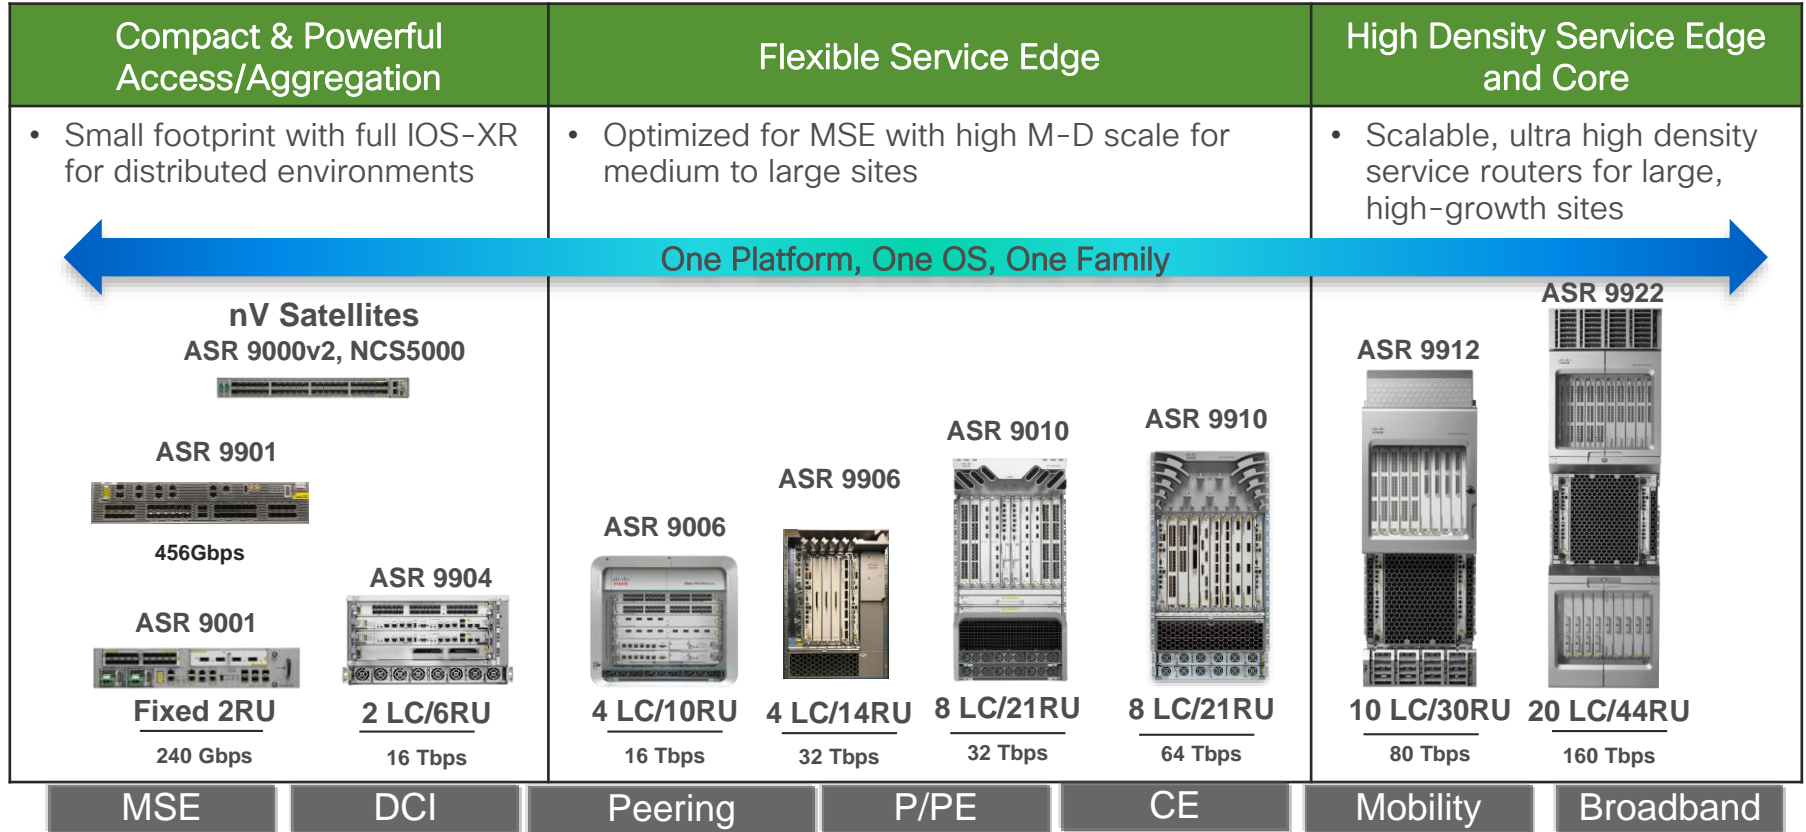 Compact & Powerful
Access/Aggregation
Flexible Service Edge
High Density Service Edge
and Core
• Small footprint with full IOS-XR
for distributed environments
• Optimized for MSE with high M-D scale for
medium to large sites
• Scalable, ultra high density
service routers for large,
high-growth sites
One Platform, One OS, One Family
nV Satellites
ASR 9000v2, NCS5000
ASR 9901
456Gbps
ASR 9001
Fixed 2RU
240 Gbps
ASR 9904
2 LC/6RU
16 Tbps
ASR 9006
4 LC/10RU
16 Tbps
ASR 9906
4 LC/14RU
32 Tbps
ASR 9010
8 LC/21RU
32 Tbps
ASR 9910
8 LC/21RU
64 Tbps
ASR 9912
10 LC/30RU
80 Tbps
ASR 9922
20 LC/44RU
160 Tbps
MSE
DCI
Peering
P/PE
CE
Mobility
Broadband